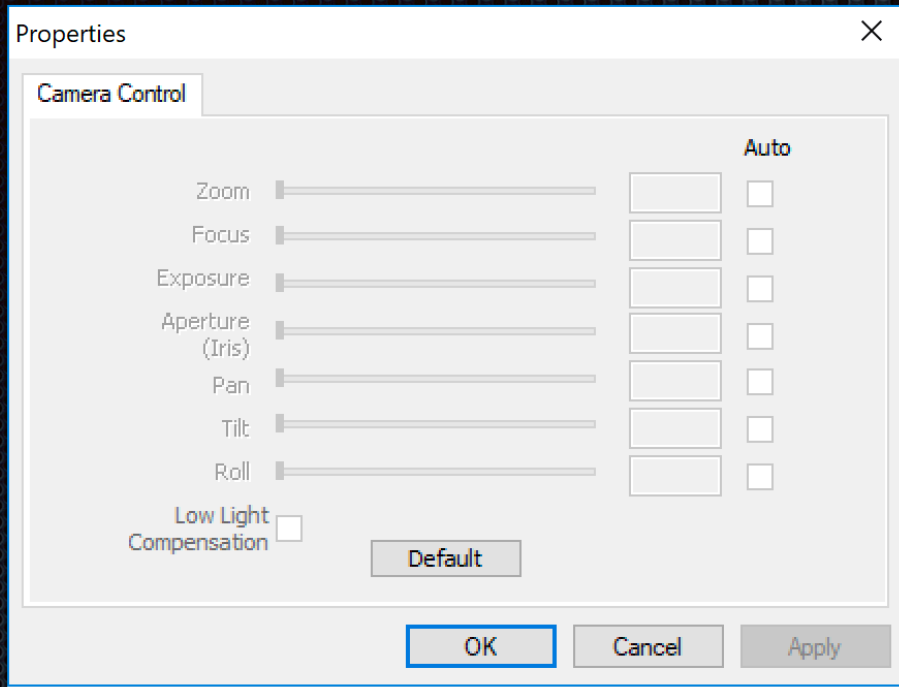 Properties
Camera Control
Auto
Zoom
Focus
Exposure
Aperture
(Iris)
Pan
Tilt
Roll
Low Light
Compensation
Default
OK
Cancel
Apply